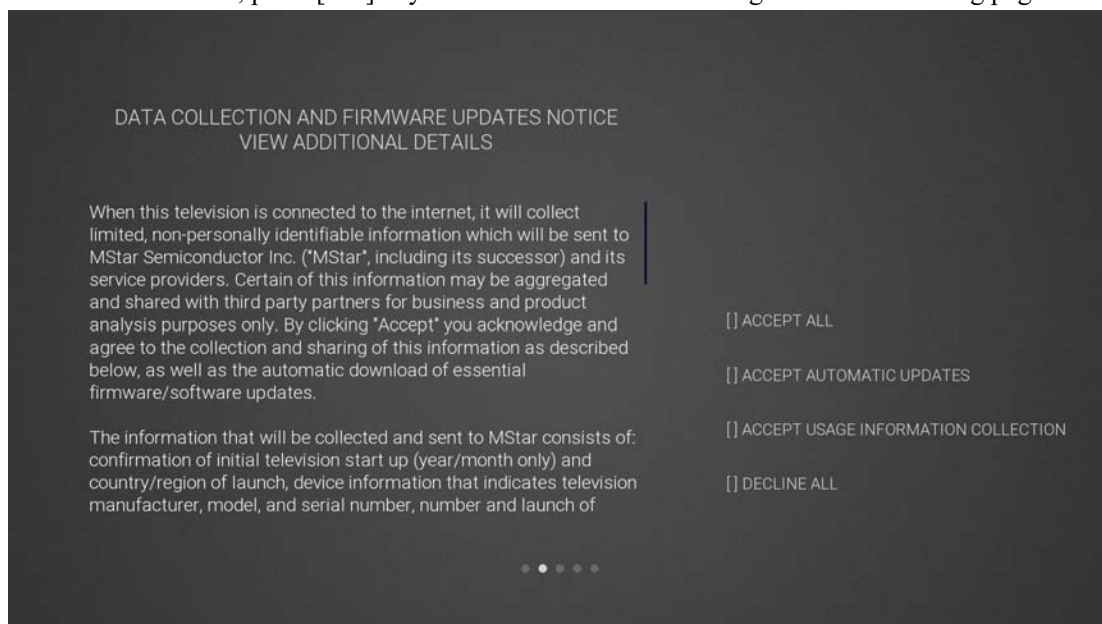 DATA COLLECTION AND FIRMWARE UPDATES NOTICE
VIEW ADDITIONAL DETAILS
When this television is connected to the internet, it will collect
limited, non-personally identifiable information which will be sent to
MStar Semiconductor Inc. ("MStar", including its successor) and its
service providers. Certain of this information may be aggregated
and shared with third party partners for business and product
analysis purposes only. By clicking "Accept" you acknowledge and
agree to the collection and sharing of this information as described
below, as well as the automatic download of essential
firmware/software updates.
The information that will be collected and sent to MStar consists of:
confirmation of initial television start up (year/month only) and
country/region of launch, device information that indicates television
manufacturer, model, and serial number, number and launch of
[ ] ACCEPT ALL
[ ] ACCEPT AUTOMATIC UPDATES
[ ] ACCEPT USAGE INFORMATION COLLECTION
[ ] DECLINE ALL